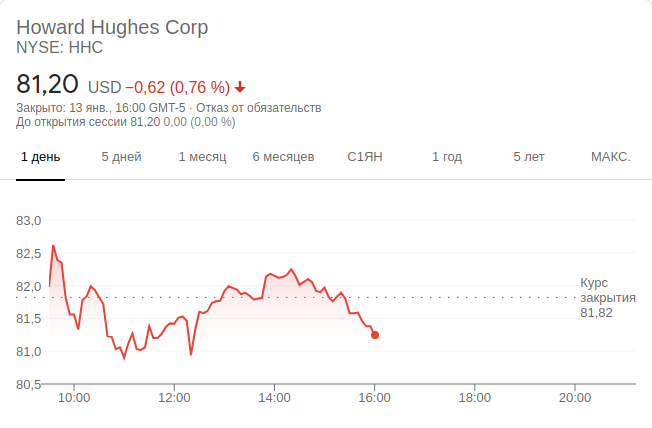 Howard Hughes Corp
NYSE: HHC
81,20 USD −0,62 (0,76 %)
Закрыто: 13 янв., 16:00 GMT-5 · Отказ от обязательств
До открытия сессии 81,20 0,00 (0,00 %)
1 день 5 дней 1 месяц 6 месяцев С1ЯН 1 год 5 лет МАКС.
83,0
82,5
82,0
Курс
закрытия
81,82
81,5
81,0
80,5
10:00 12:00 14:00 16:00 18:00 20:00